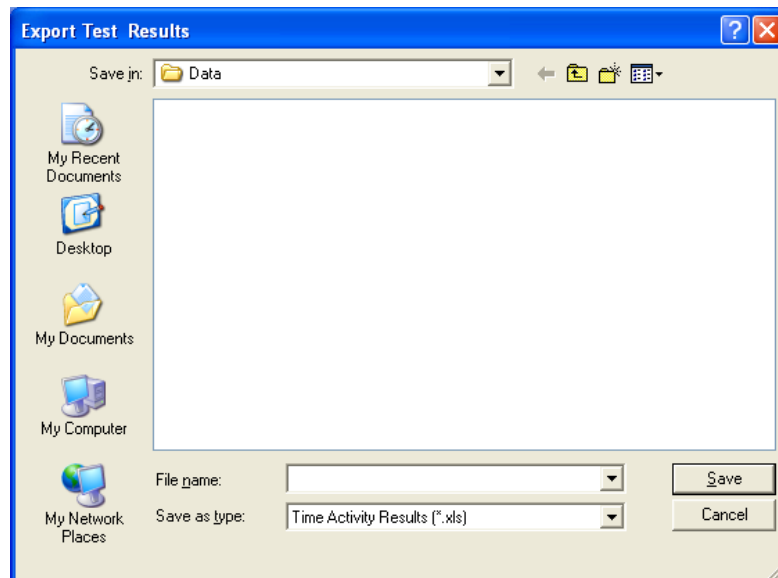 Export Test Results
Save in:
Data
My Recent
Documents
Desktop
My Documents
My Computer
My Network
Places
File name:
Save
Save as type:
Time Activity Results (*.xls)
Cancel